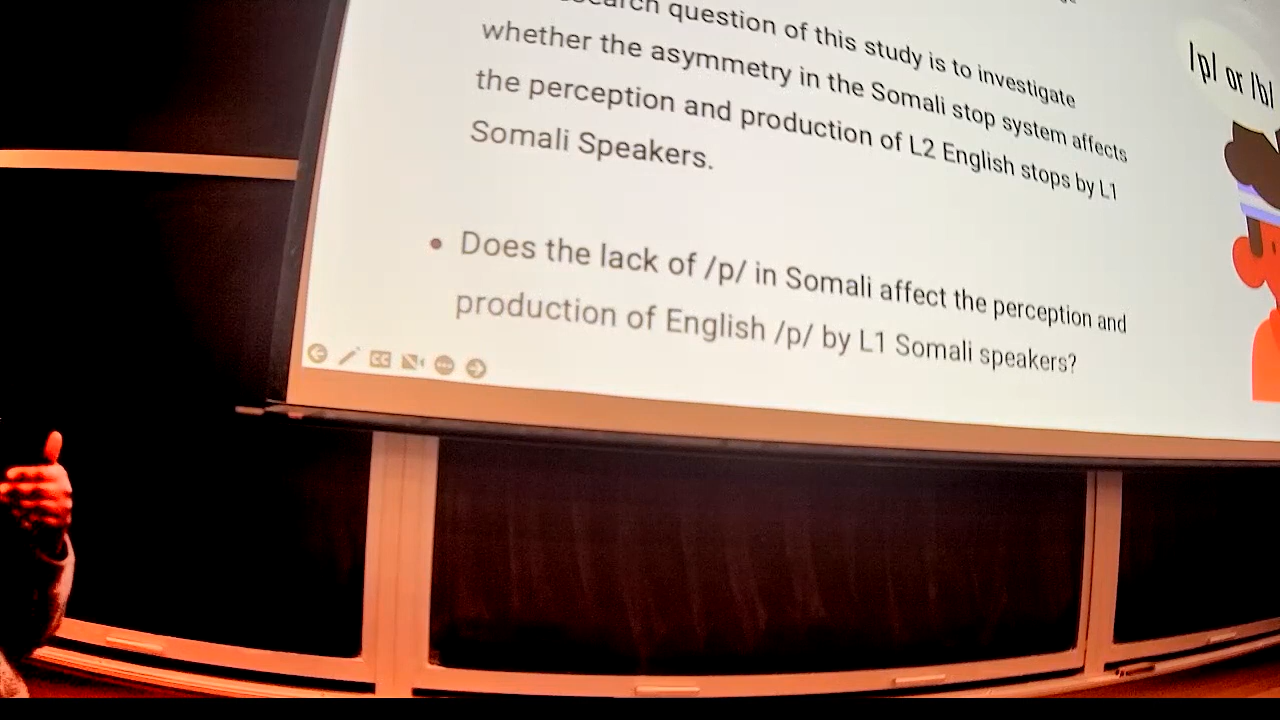 question of this study is to investigate
whether the asymmetry in the Somali stop system affects
the perception and production of L2 English stops by L1
Somali Speakers.
|p| or |b|
• Does the lack of /p/ in Somali affect the perception and
production of English /p/ by L1 Somali speakers?
CC